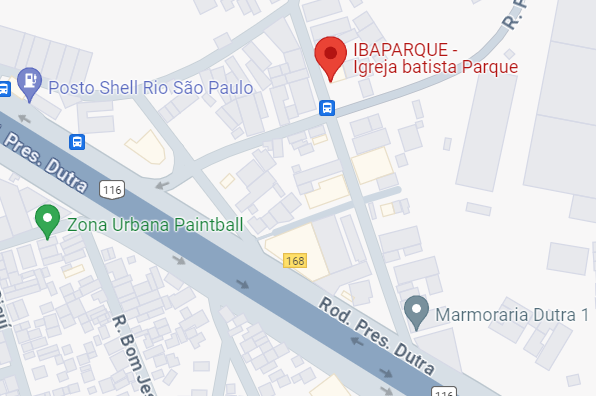 IBAPARQUE -
Igreja batista Parque
Posto Shell Rio São Paulo
Pres. Dutra
116
Zona Urbana Paintball
168
Rod. Pres. Dutra
Marmoraria Dutra 1
R. Bom Jes
116